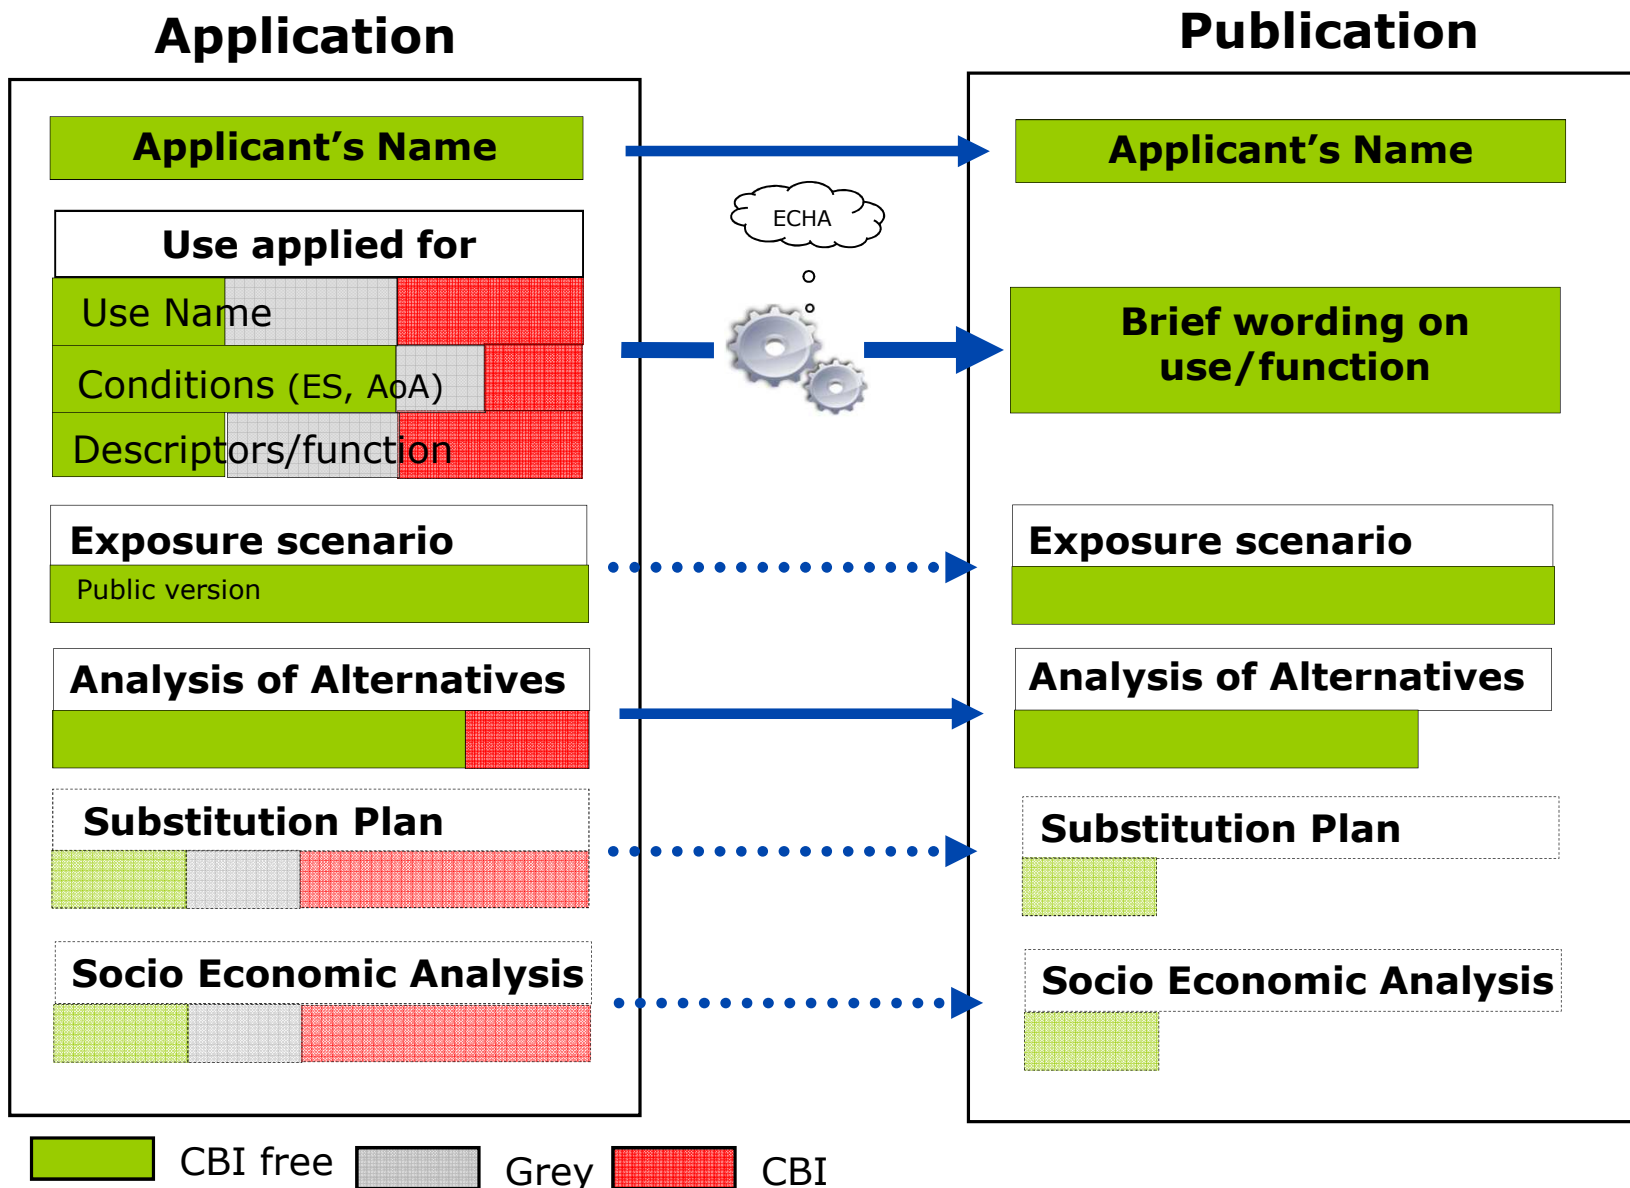 Application
Publication
Applicant’s Name
Applicant’s Name
ECHA
Use applied for
Use Name
Conditions (ES, AoA)
Descriptors/function
Brief wording on
use/function
Exposure scenario
Public version
Exposure scenario
Analysis of Alternatives
Analysis of Alternatives
Substitution Plan
Substitution Plan
Socio Economic Analysis
Socio Economic Analysis
CBI free
Grey
CBI